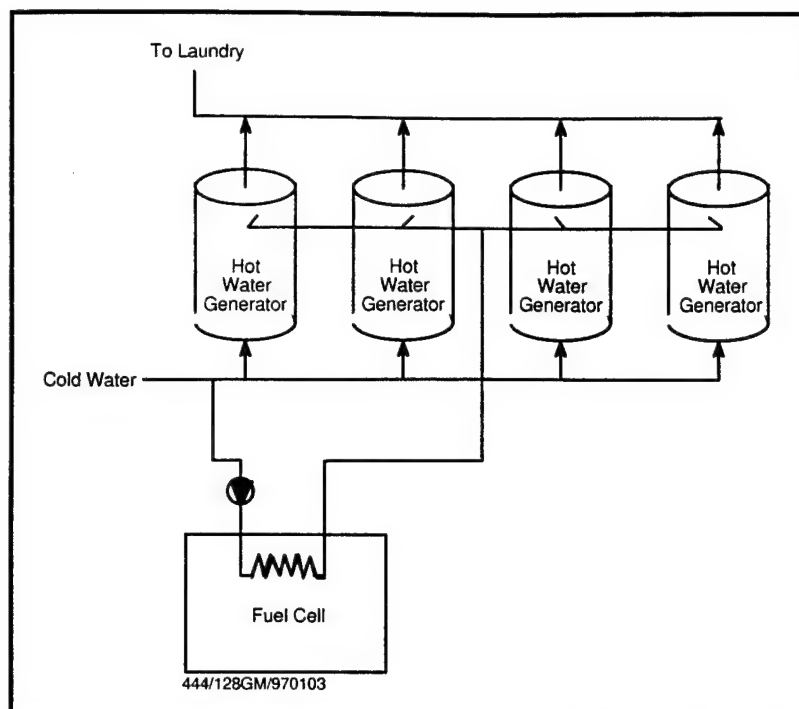 To Laundry
Hot
Water
Generator
Hot
Water
Generator
Hot
Water
Generator
Hot
Water
Generator
Cold Water
Fuel Cell
444/128GM/970103